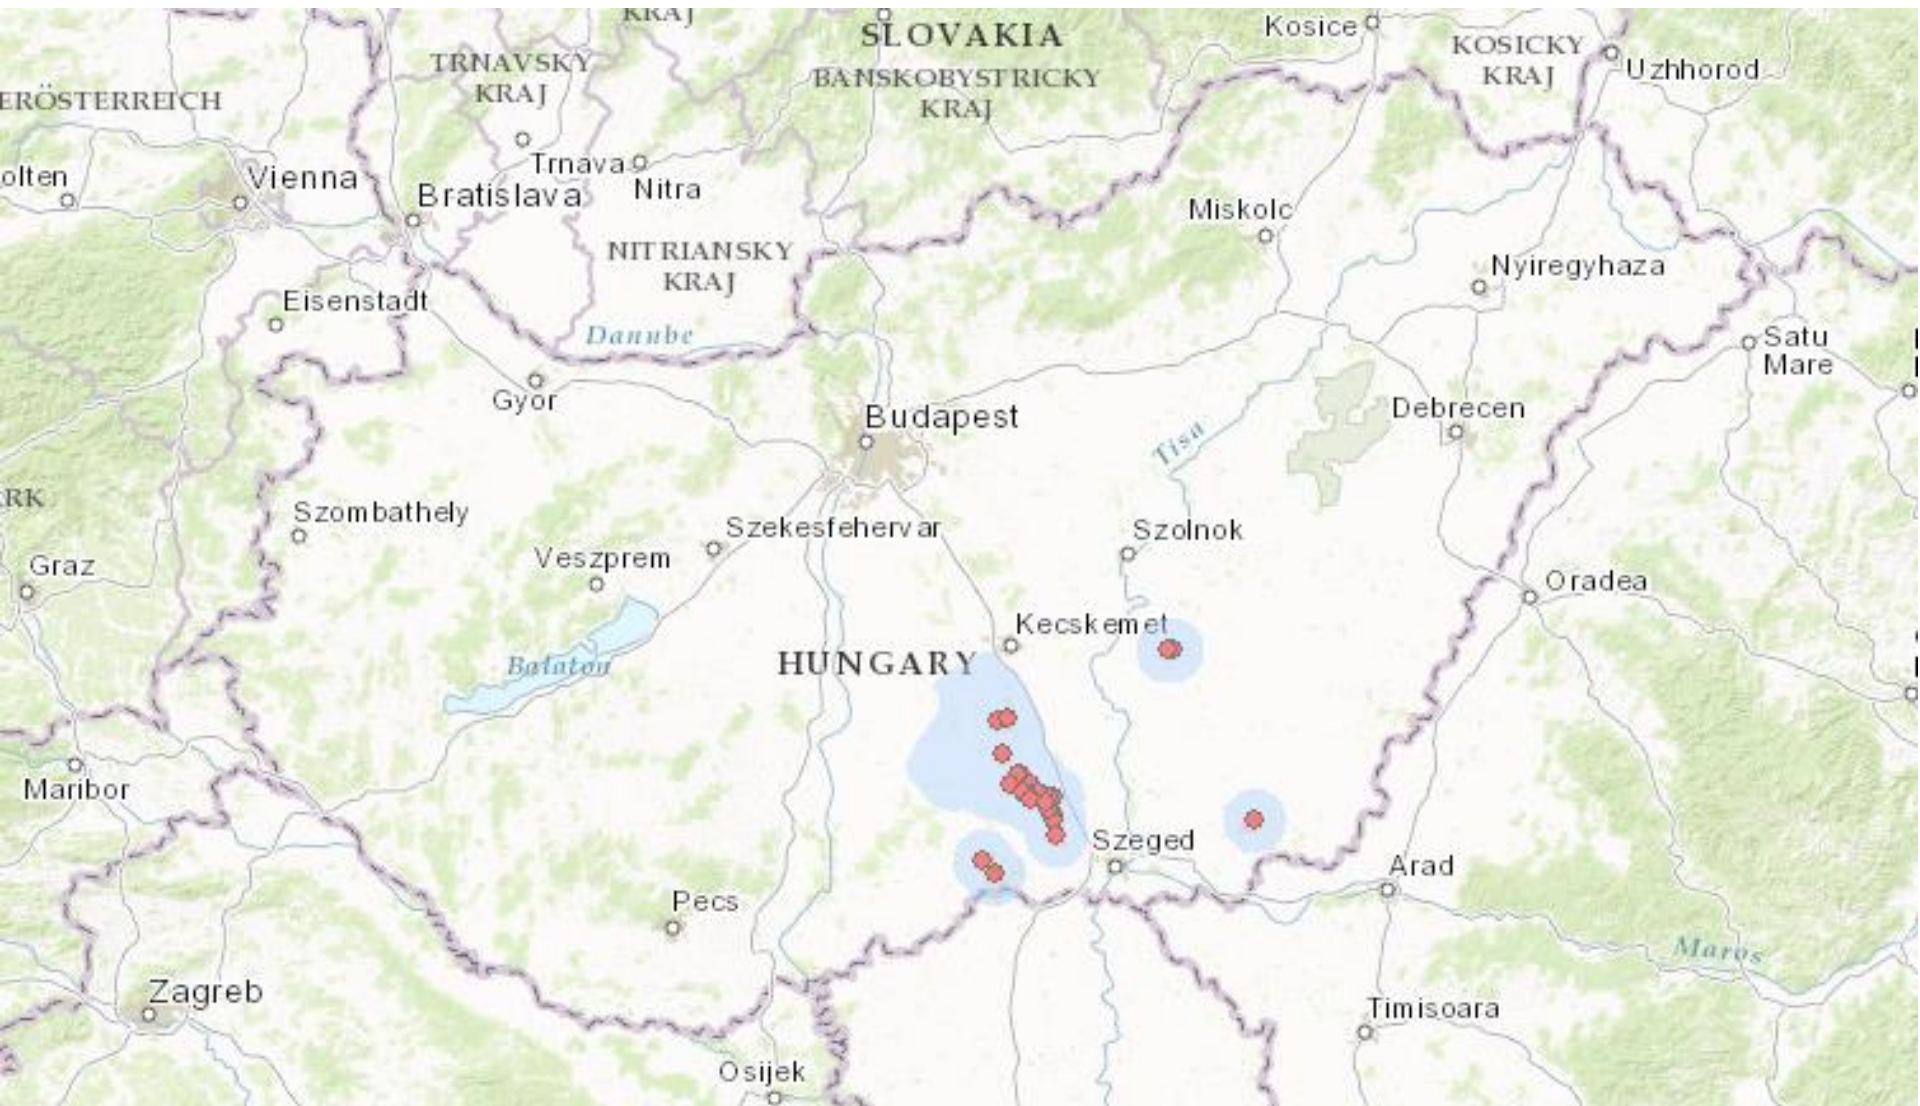 KRAJ
SLOVAKIA
Kosice
KOSICKY
KRAJ
Uzhhorod
TRNAVSKY
KRAJ
BANSKOBYSTRICKY
KRAJ
ERÖSTERREICH
Trnava
Nitra
olten
Vienna
Bratislava
Miskolc
NITRIANSKY
KRAJ
Nyiregyhaza
Eisenstadt
Danube
Satu
Mare
Gyor
Budapest
Debrecen
Tisa
RK
Szombathely
Szekesfehervar
Szolnok
Veszprem
Graz
Oradea
Kecskemet
HUNGARY
Balaton
Maribor
Szeged
Arad
Pecs
Maros
Zagreb
Timisoara
Osijek